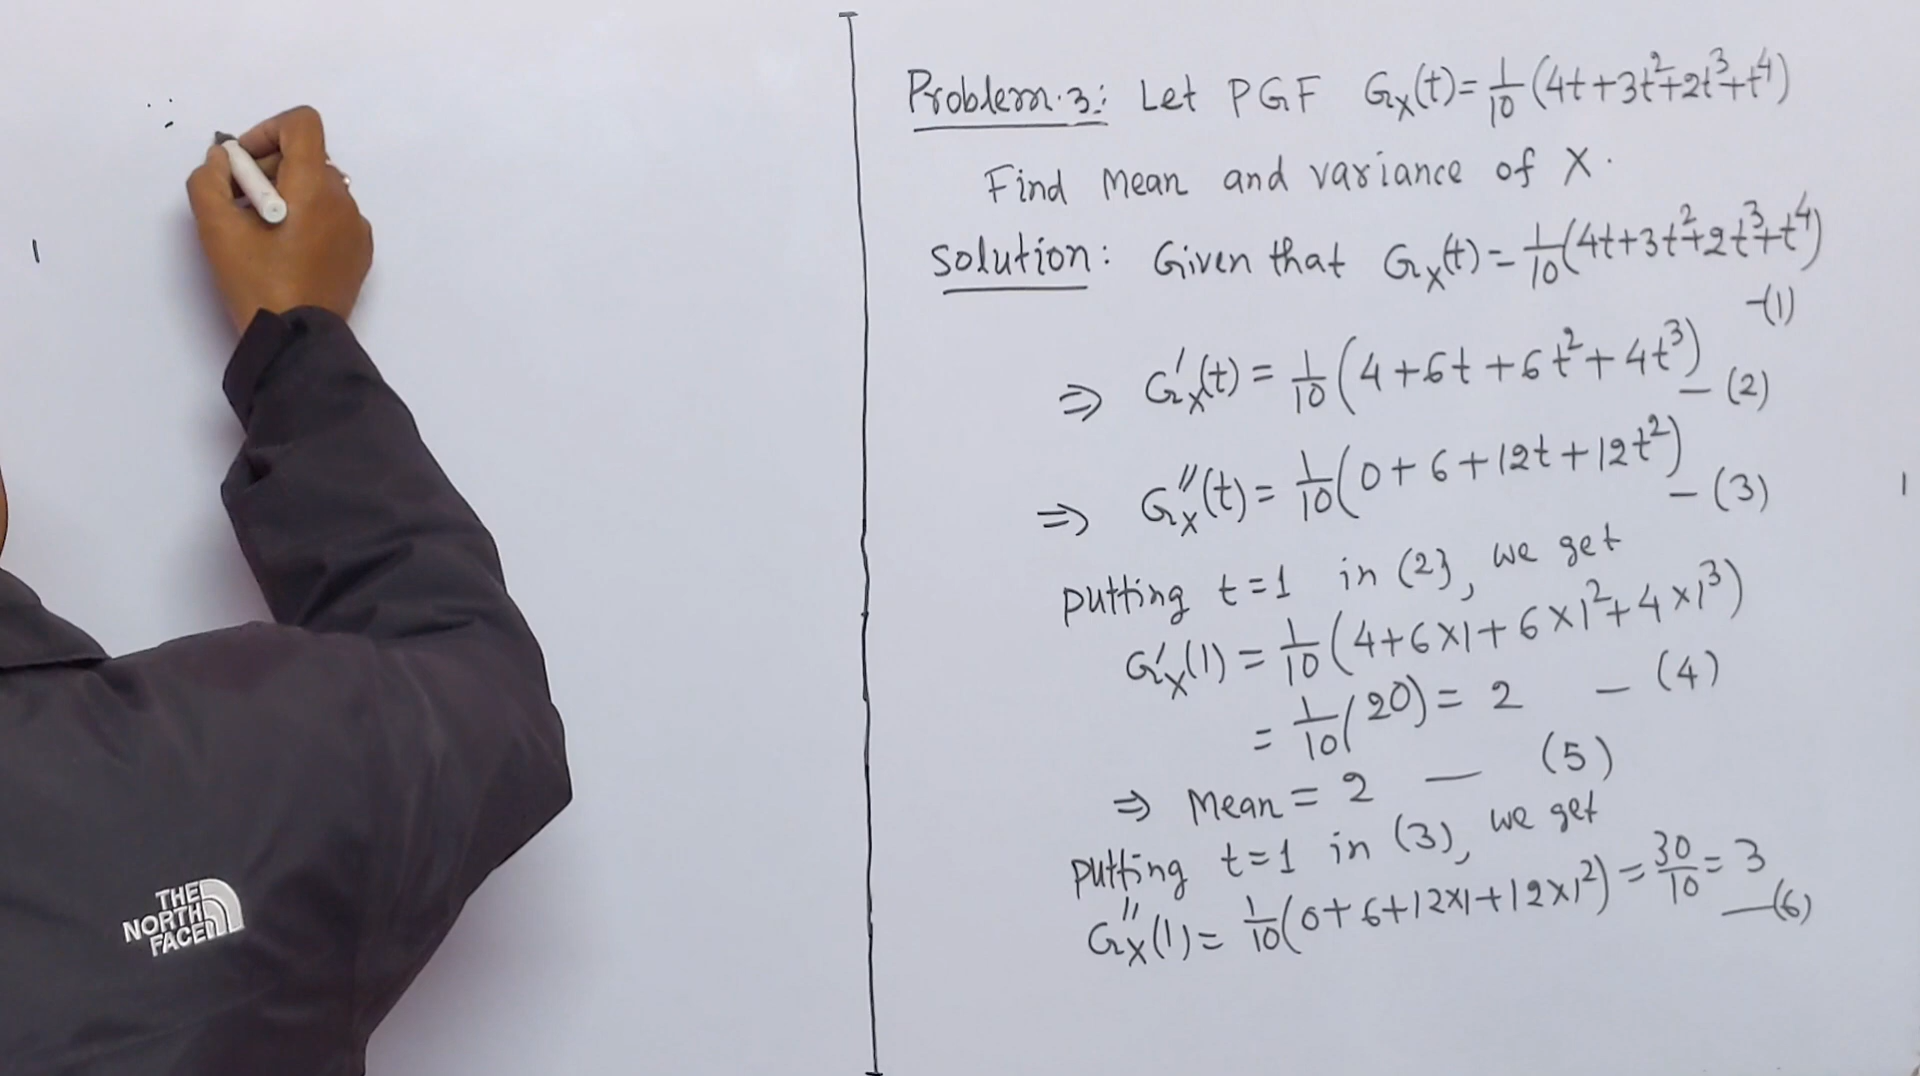 Problem.3: Let PGF Gₓ(t) = 1/10 (4t+3t²+2t³+t⁴)
Find Mean and variance of X.
Solution: Given that Gₓ(t) = 1/10 (4t+3t²+2t³+t⁴)
—(1)
⇒ G′ₓ(t) = 1/10 (4+6t+6t²+4t³) — (2)
⇒ G″ₓ(t) = 1/10 (0+6+12t+12t²) — (3)
putting t=1 in (2}, we get
G′ₓ(1) = 1/10 (4+6×1+6×1²+4×1³)
= 1/10 (20) = 2 — (4)
⇒ Mean = 2 — (5)
putting t=1 in (3), we get
G″ₓ(1) = 1/10 (0+6+12×1+12×1²) = 30/10 = 3
—(6)
THE
NORTH
FACE